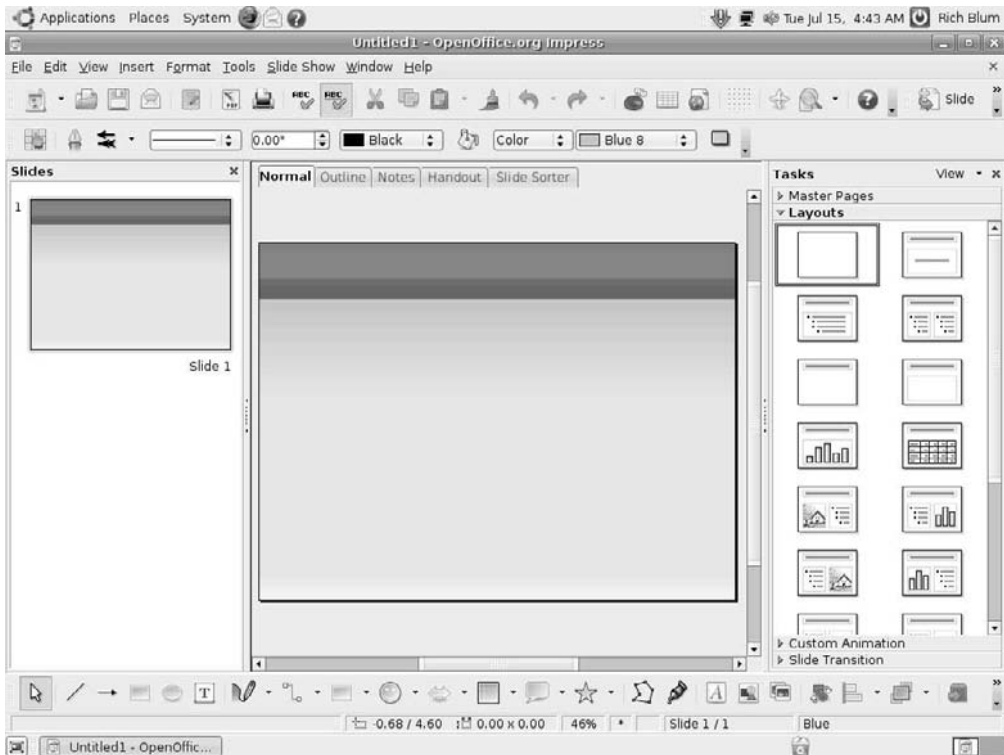 Applications Places System Tue Jul 15, 4:43 AM Rich Blum
Untitled1 - OpenOffice.org Impress
File Edit View Insert Format Tools Slide Show Window Help
ABC ABC Slide
0.00" Black Color Blue 8
Slides
Normal Outline Notes Handout Slide Sorter
Tasks View
Master Pages
Layouts
1
Slide 1
Custom Animation
Slide Transition
T A
-0.68 / 4.60 0.00 x 0.00 46% * Slide 1 / 1 Blue
Untitled1 - OpenOffic...